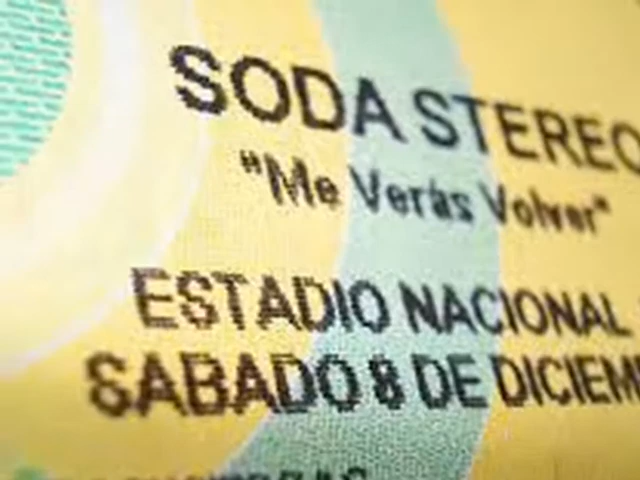 SODA STEREO
"Me Verás Volver"
ESTADIO NACIONAL
SABADO 8 DE DICIEM